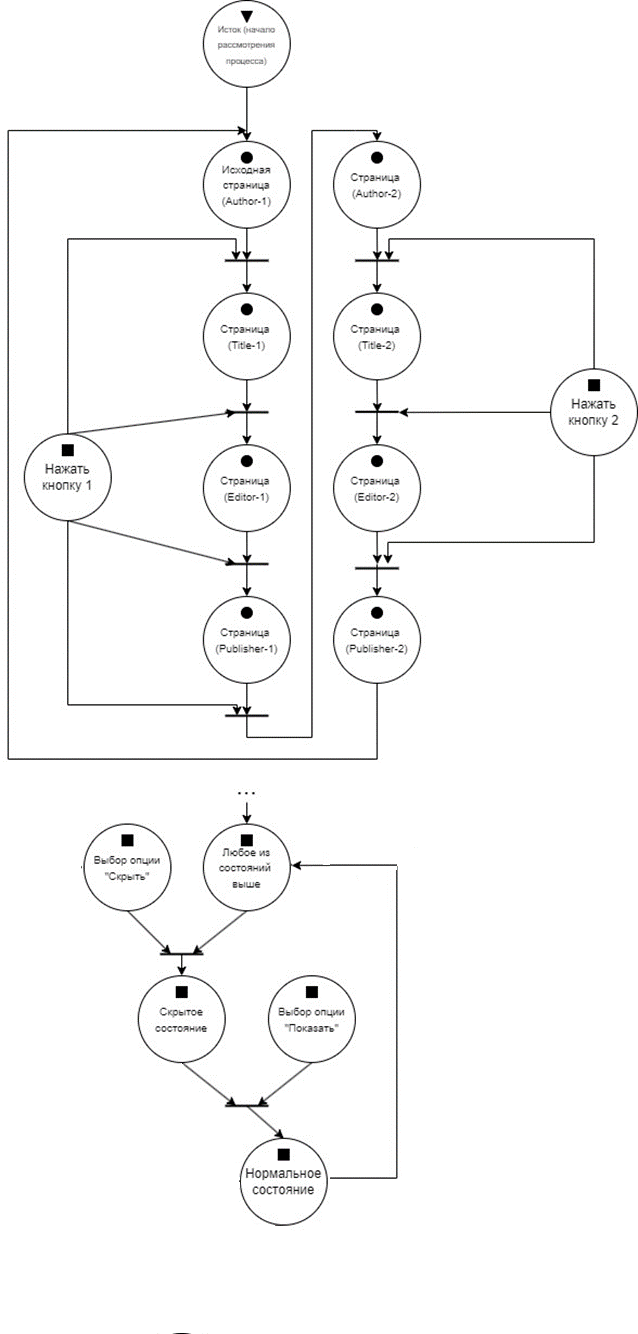 Исток (начало
рассмотрения
процесса)
Исходная
страница
(Author-1)
Страница
(Author-2)
Страница
(Title-1)
Страница
(Title-2)
Нажать
кнопку 2
Нажать
кнопку 1
Страница
(Editor-1)
Страница
(Editor-2)
Страница
(Publisher-1)
Страница
(Publisher-2)
...
Выбор опции
"Скрыть"
Любое из
состояний
выше
Скрытое
состояние
Выбор опции
"Показать"
Нормальное
состояние